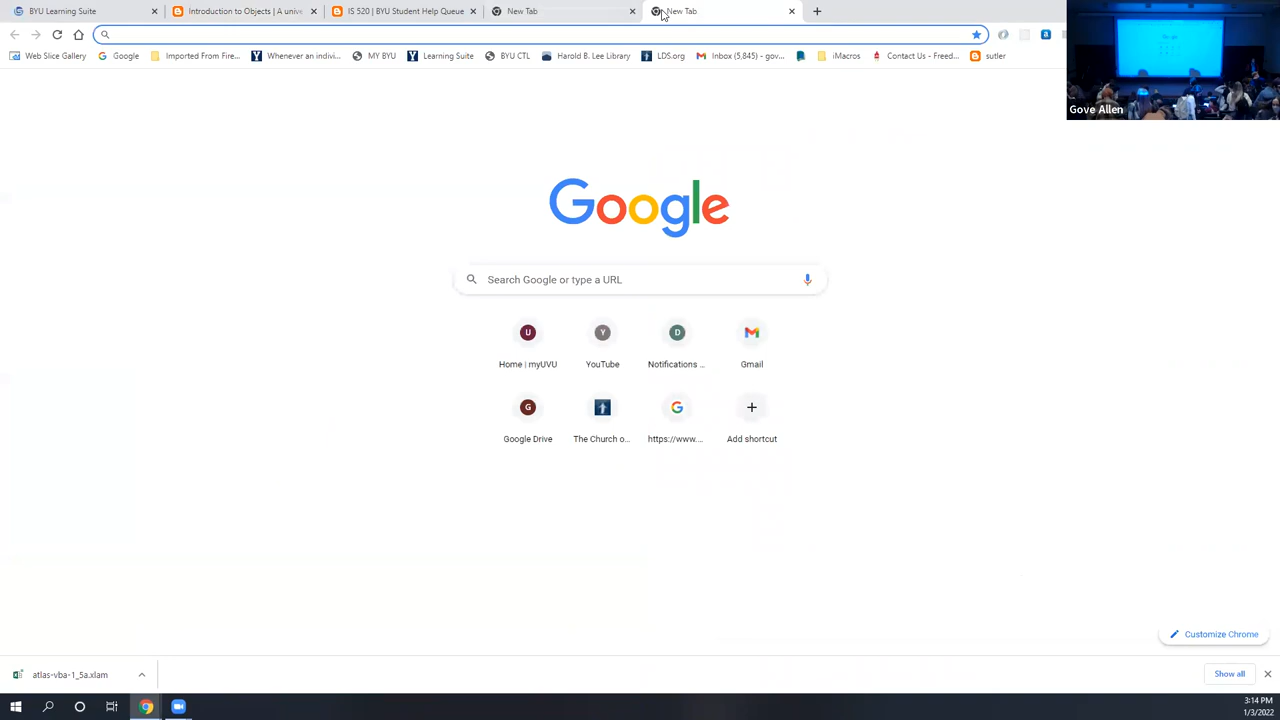 BYU Learning Suite
Introduction to Objects | A unive
IS 520 | BYU Student Help Queue
New Tab
New Tab
Web Slice Gallery
Google
Imported From Fire...
Whenever an indivi...
MY BYU
Learning Suite
BYU CTL
Harold B. Lee Library
LDS.org
Inbox (5,845) - gov...
iMacros
Contact Us - Freed...
sutler
Gove Allen
Google
Search Google or type a URL
U
Y
D
Home | myUVU
YouTube
Notifications ...
Gmail
G
Google Drive
The Church o...
https://www....
Add shortcut
Customize Chrome
atlas-vba-1_5a.xlam
Show all
3:14 PM
1/3/2022